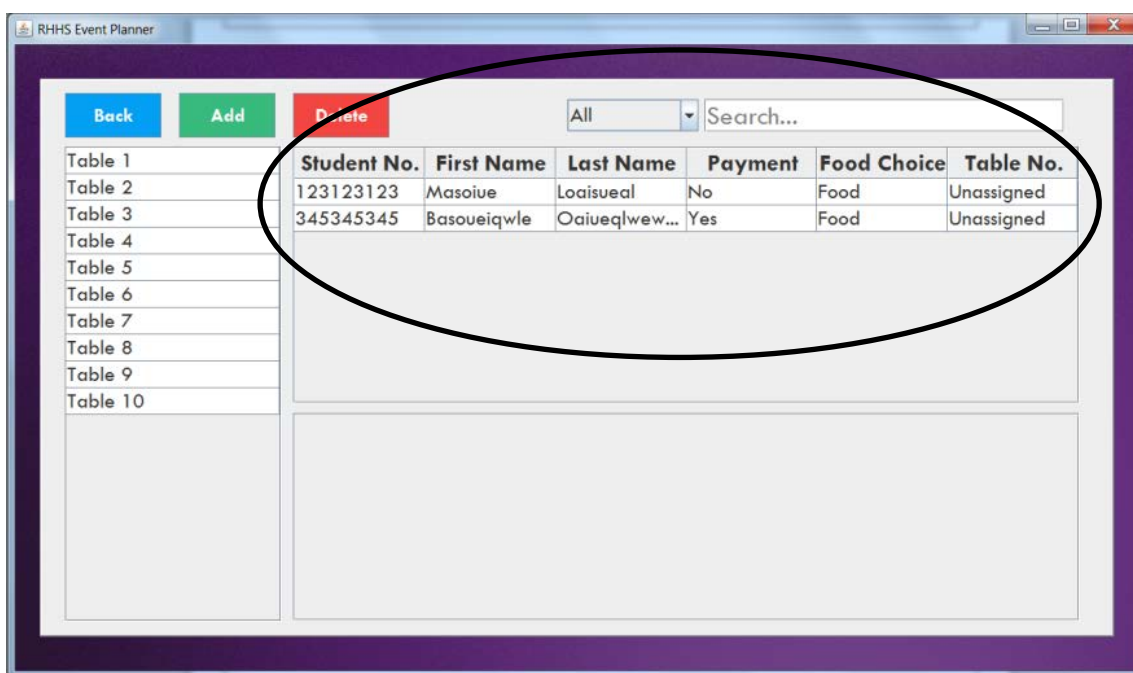 RHHS Event Planner
Back Add Delete All Search...
Table 1
Table 2
Table 3
Table 4
Table 5
Table 6
Table 7
Table 8
Table 9
Table 10
Student No. First Name Last Name Payment Food Choice Table No.
123123123 Masoiue Loaisueal No Food Unassigned
345345345 Basoueiqwle Oaiueqlwew... Yes Food Unassigned